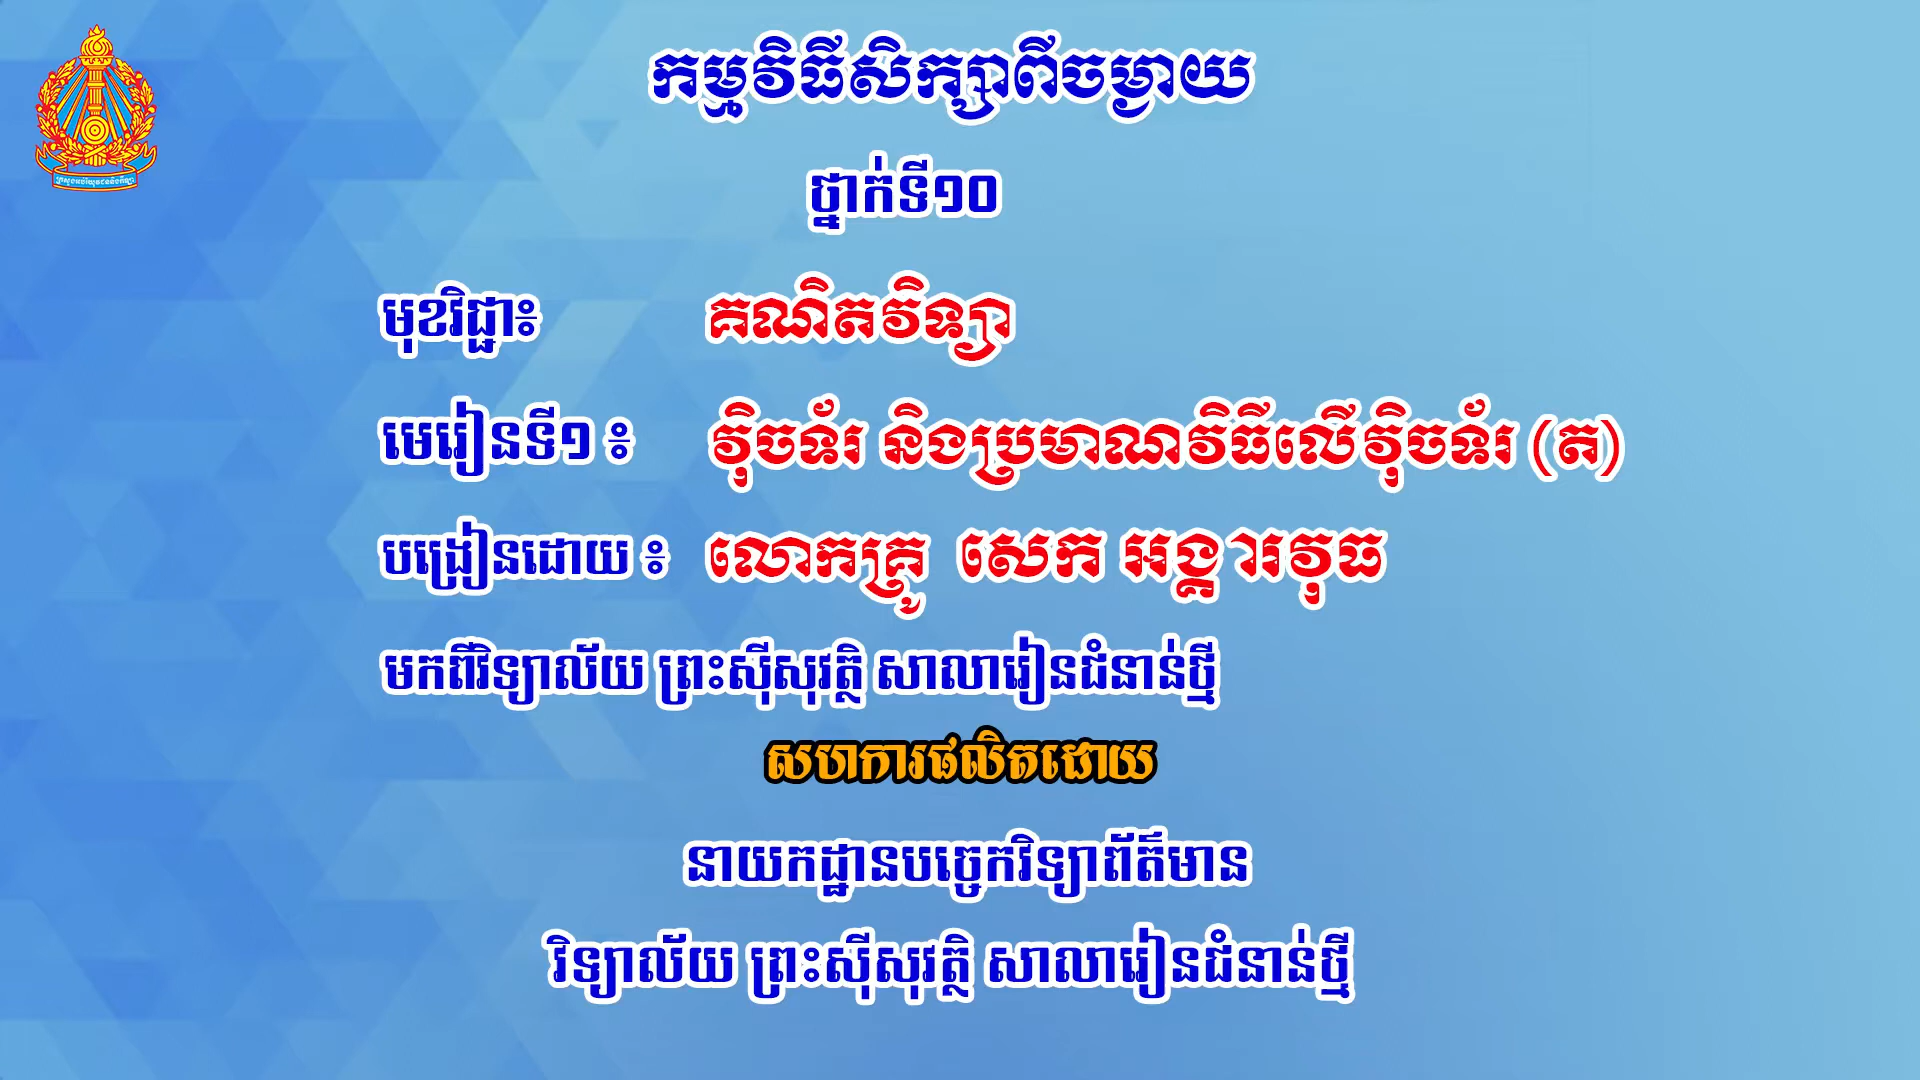 កម្មវិធីសិក្សាពីចម្ងាយ
ថ្នាក់ទី១០
មុខវិជ្ជា៖ គណិតវិទ្យា
មេរៀនទី១ ៖ វ៉ិចទ័រ និងប្រមាណវិធីលើវ៉ិចទ័រ (ត)
បង្រៀនដោយ ៖ លោកគ្រូ សេក អង្គារវុធ
មកពីវិទ្យាល័យ ព្រះស៊ីសុវត្ថិ សាលារៀនជំនាន់ថ្មី
សហការផលិតដោយ
នាយកដ្ឋានបច្ចេកវិទ្យាព័ត៌មាន
វិទ្យាល័យ ព្រះស៊ីសុវត្ថិ សាលារៀនជំនាន់ថ្មី